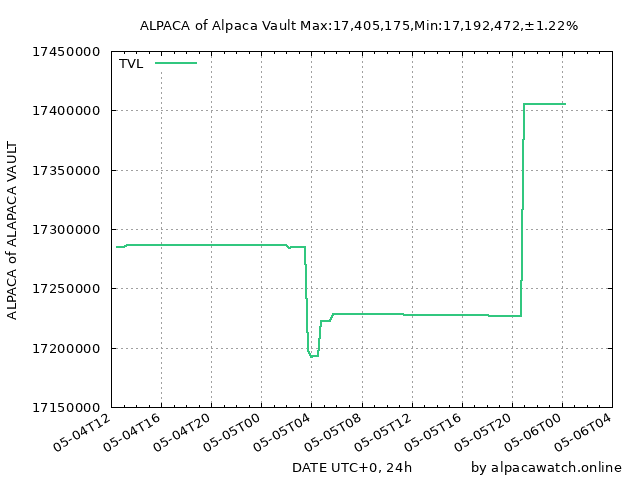 ALPACA of Alpaca Vault Max:17,405,175,Min:17,192,472,±1.22%
TVL
17450000
17400000
17350000
17300000
17250000
17200000
17150000
ALPACA of ALAPACA VAULT
05-04T12
05-04T16
05-04T20
05-05T00
05-05T04
05-05T08
05-05T12
05-05T16
05-05T20
05-06T00
05-06T04
DATE UTC+0, 24h
by alpacawatch.online